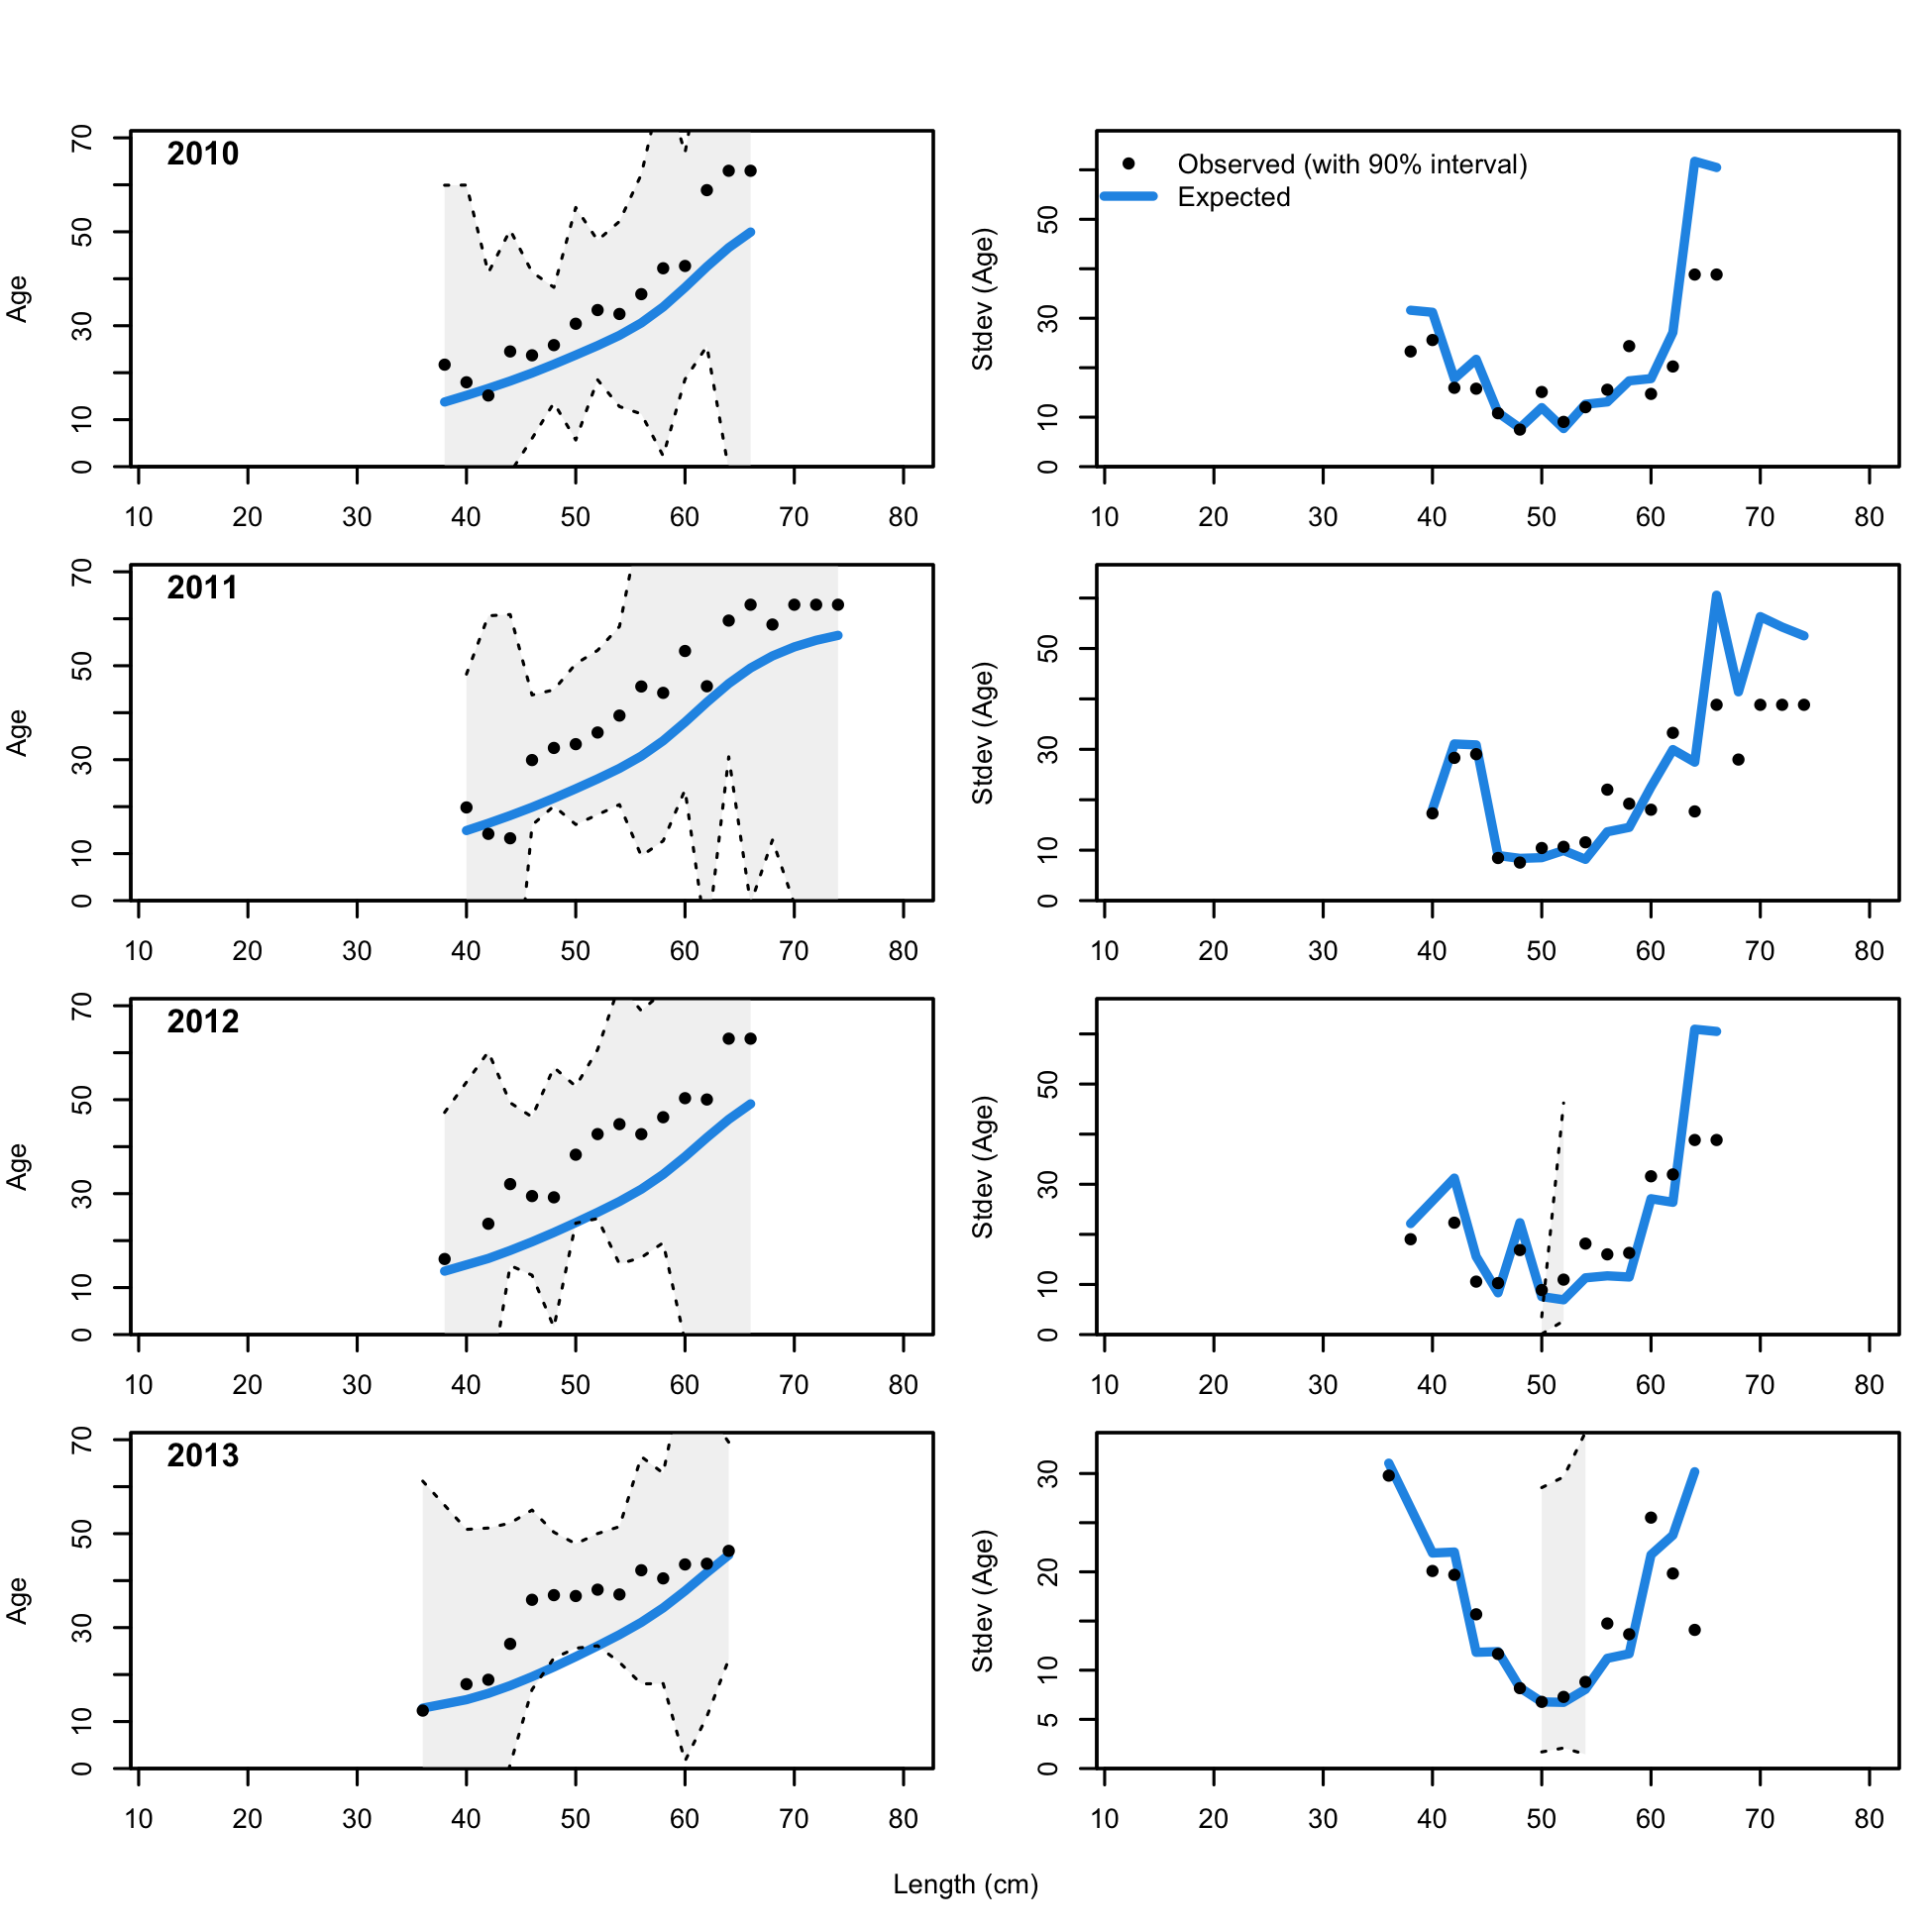 2010
Age
0 10 30 50 70
10 20 30 40 50 60 70 80
Observed (with 90% interval)
Expected
Stdev (Age)
0 10 30 50
10 20 30 40 50 60 70 80
2011
Age
0 10 30 50 70
10 20 30 40 50 60 70 80
Stdev (Age)
0 10 30 50
10 20 30 40 50 60 70 80
2012
Age
0 10 30 50 70
10 20 30 40 50 60 70 80
Stdev (Age)
0 10 30 50
10 20 30 40 50 60 70 80
2013
Age
0 10 30 50 70
10 20 30 40 50 60 70 80
Stdev (Age)
0 5 10 20 30
10 20 30 40 50 60 70 80
Length (cm)